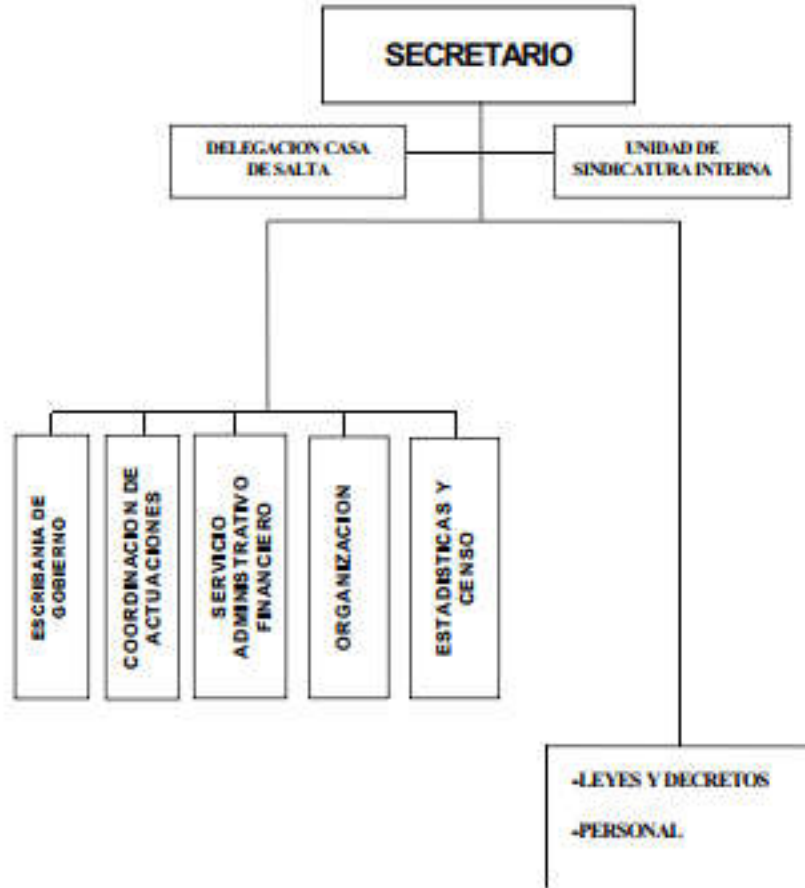 SECRETARIO
DELEGACION CASA
DE SALTA
UNIDAD DE
SINDICATURA INTERNA
ESCRIBANIA DE
GOBIERNO
COORDINACION DE
ACTUACIONES
SERVICIO
ADMINISTRATIVO
FINANCIERO
ORGANIZACION
ESTADISTICAS Y
CENSO
-LEYES Y DECRETOS
-PERSONAL